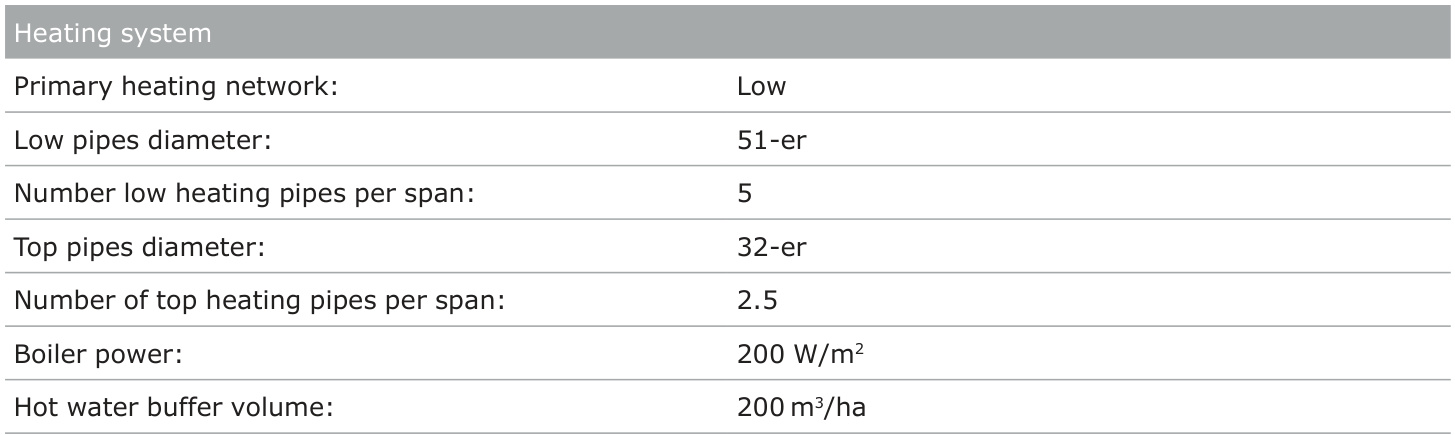 Heating system
Primary heating network: Low
Low pipes diameter: 51-er
Number low heating pipes per span: 5
Top pipes diameter: 32-er
Number of top heating pipes per span: 2.5
Boiler power: 200 W/m²
Hot water buffer volume: 200 m³/ha